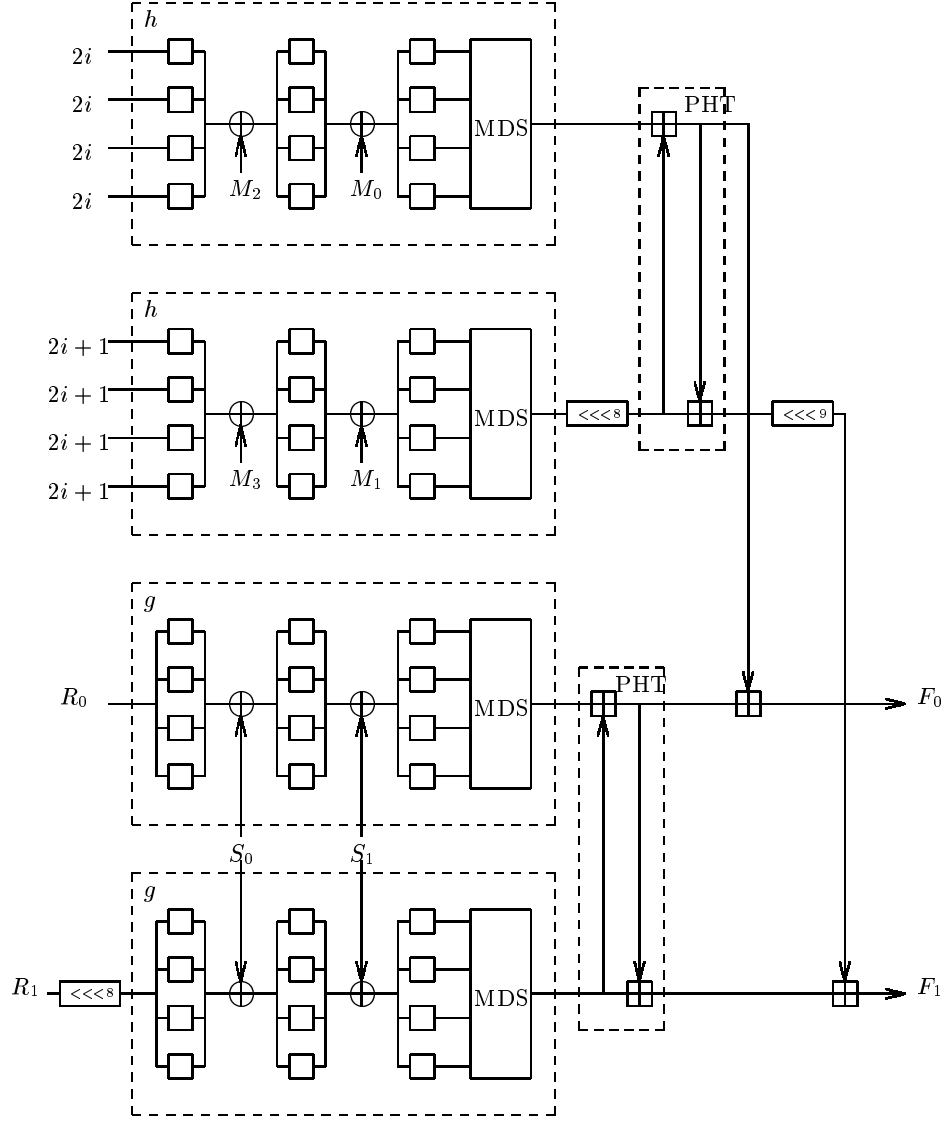 h
2i
2i
2i
2i
M₂
M₀
MDS
PHT
h
2i + 1
2i + 1
2i + 1
2i + 1
M₃
M₁
MDS
<<<8
<<<9
g
R₀
MDS
PHT
F₀
S₀
S₁
g
R₁
<<<8
MDS
F₁